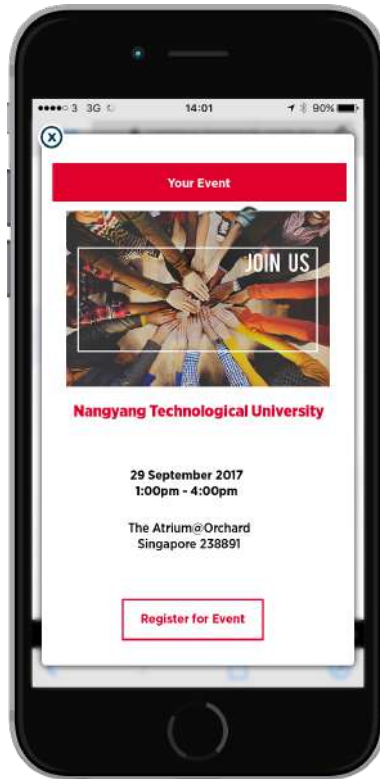 3 3G 14:01 90%
X
Your Event
JOIN US
Nangyang Technological University
29 September 2017
1:00pm - 4:00pm
The Atrium@Orchard
Singapore 238891
Register for Event